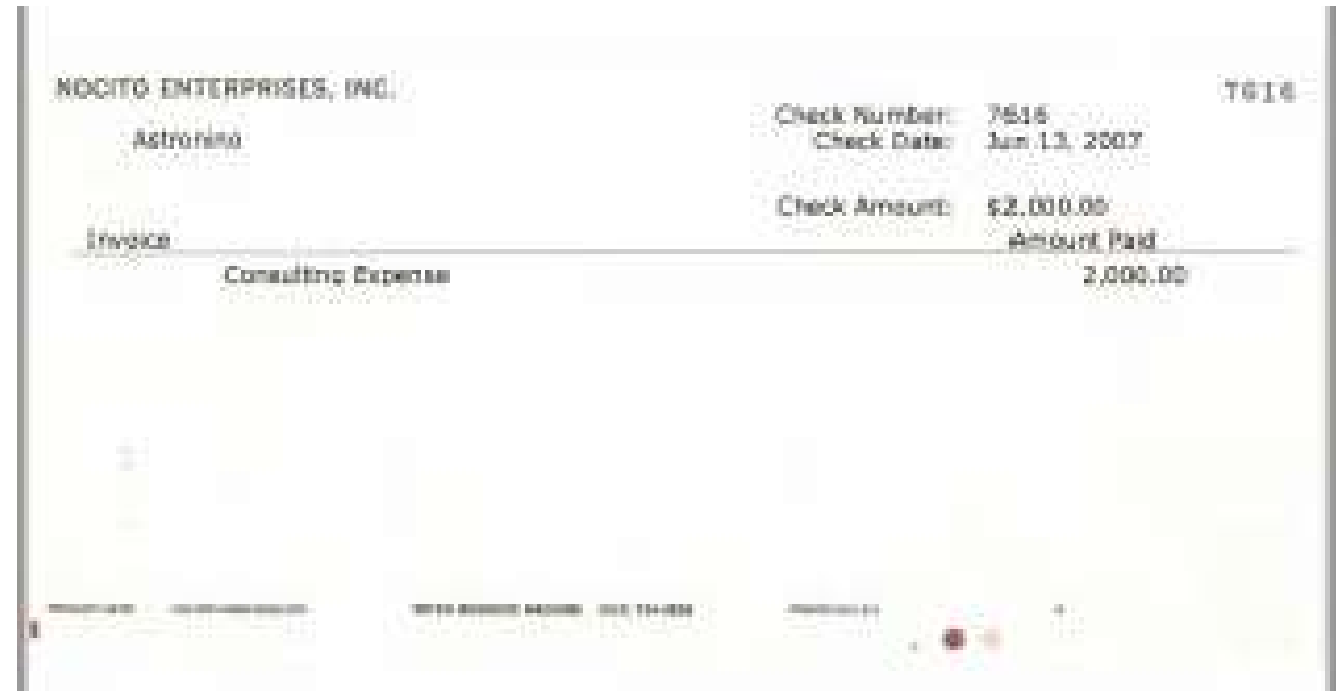 NOCITO ENTERPRISES, INC. 7616
Check Number: 7616
Astronino Check Date: Jun 13, 2007
Check Amount: $2,000.00
Invoice Amount Paid
Consulting Expense 2,000.00